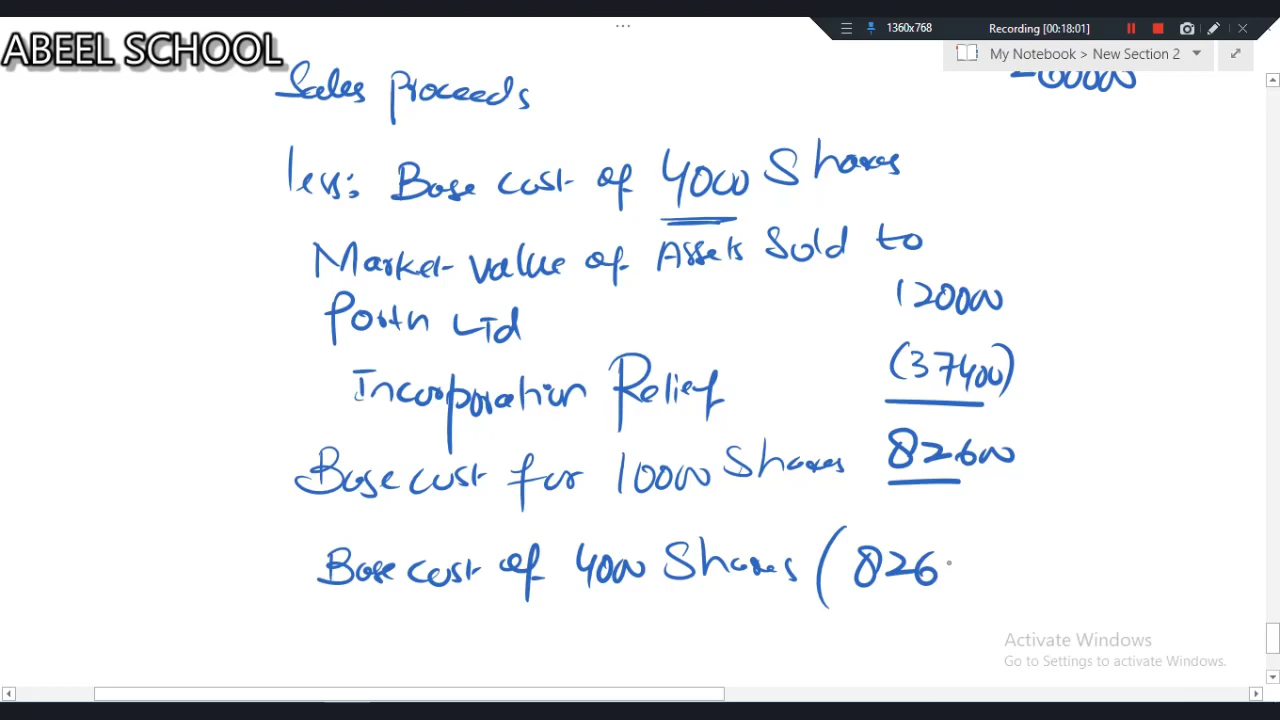 1360x768 Recording [00:18:01]
ABEEL SCHOOL
My Notebook > New Section 2
Sales Proceeds
less: Base cost of 4000 Shares
Market value of Assets Sold to
Porth LTD 120000
Incorporation Relief (37400)
Base cost for 10000 Shares 82600
Base cost of 4000 Shares ( 826
Activate Windows
Go to Settings to activate Windows.